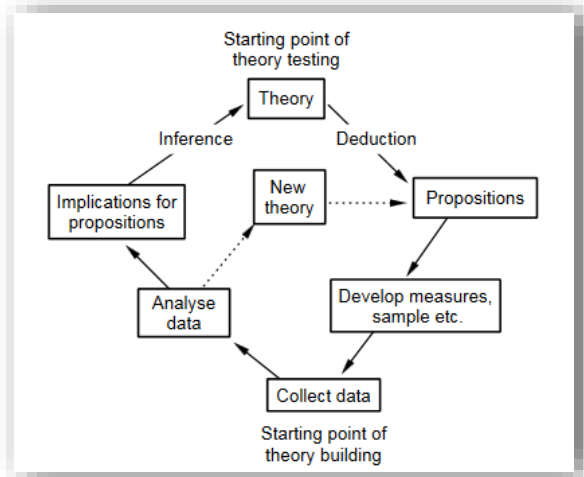 Starting point of
theory testing
Theory
Inference
Deduction
New
theory
Implications for
propositions
Propositions
Analyse
data
Develop measures,
sample etc.
Collect data
Starting point of
theory building